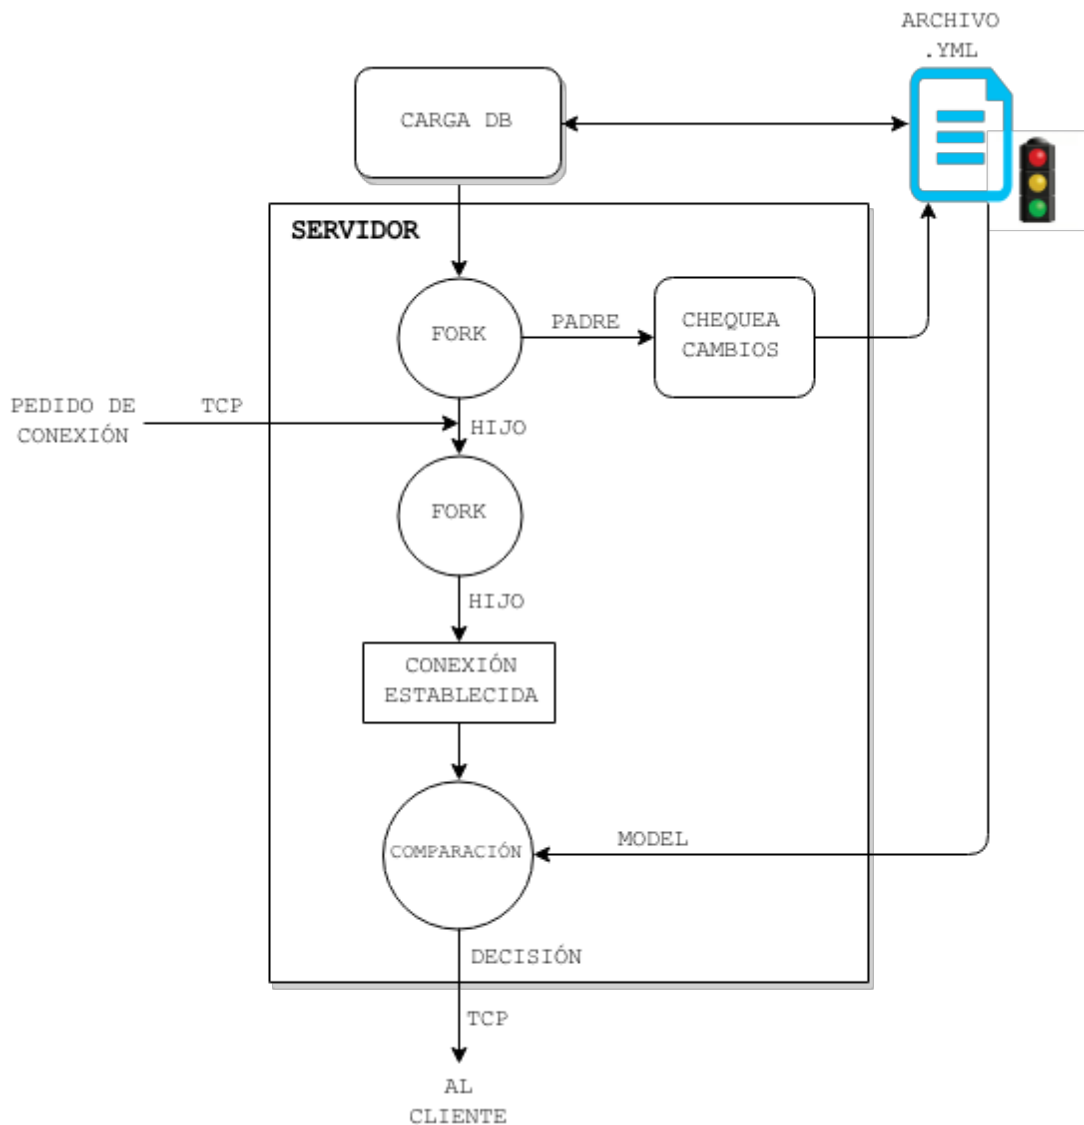 ARCHIVO
.YML
CARGA DB
SERVIDOR
FORK
PADRE
CHEQUEA
CAMBIOS
PEDIDO DE
CONEXIÓN
TCP
HIJO
FORK
HIJO
CONEXIÓN
ESTABLECIDA
MODEL
COMPARACIÓN
DECISIÓN
TCP
AL
CLIENTE